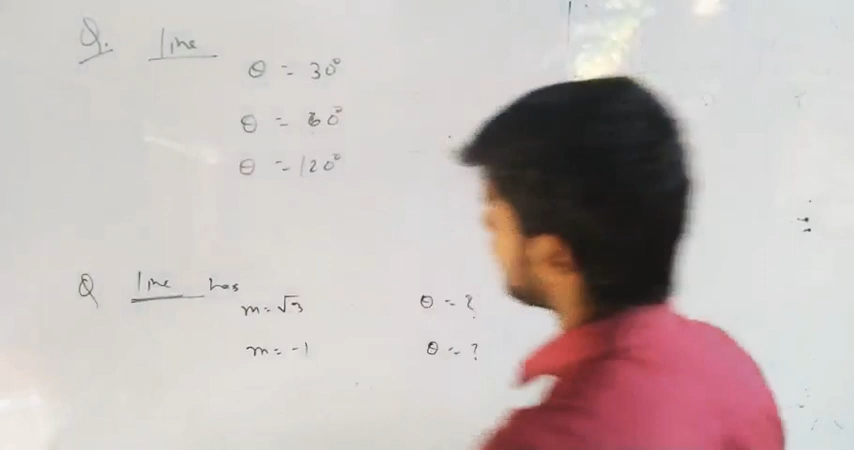 Q. line
θ = 30°
θ = 60°
θ = 120°
Q line has
m = √3 θ = ?
m = -1 θ = ?